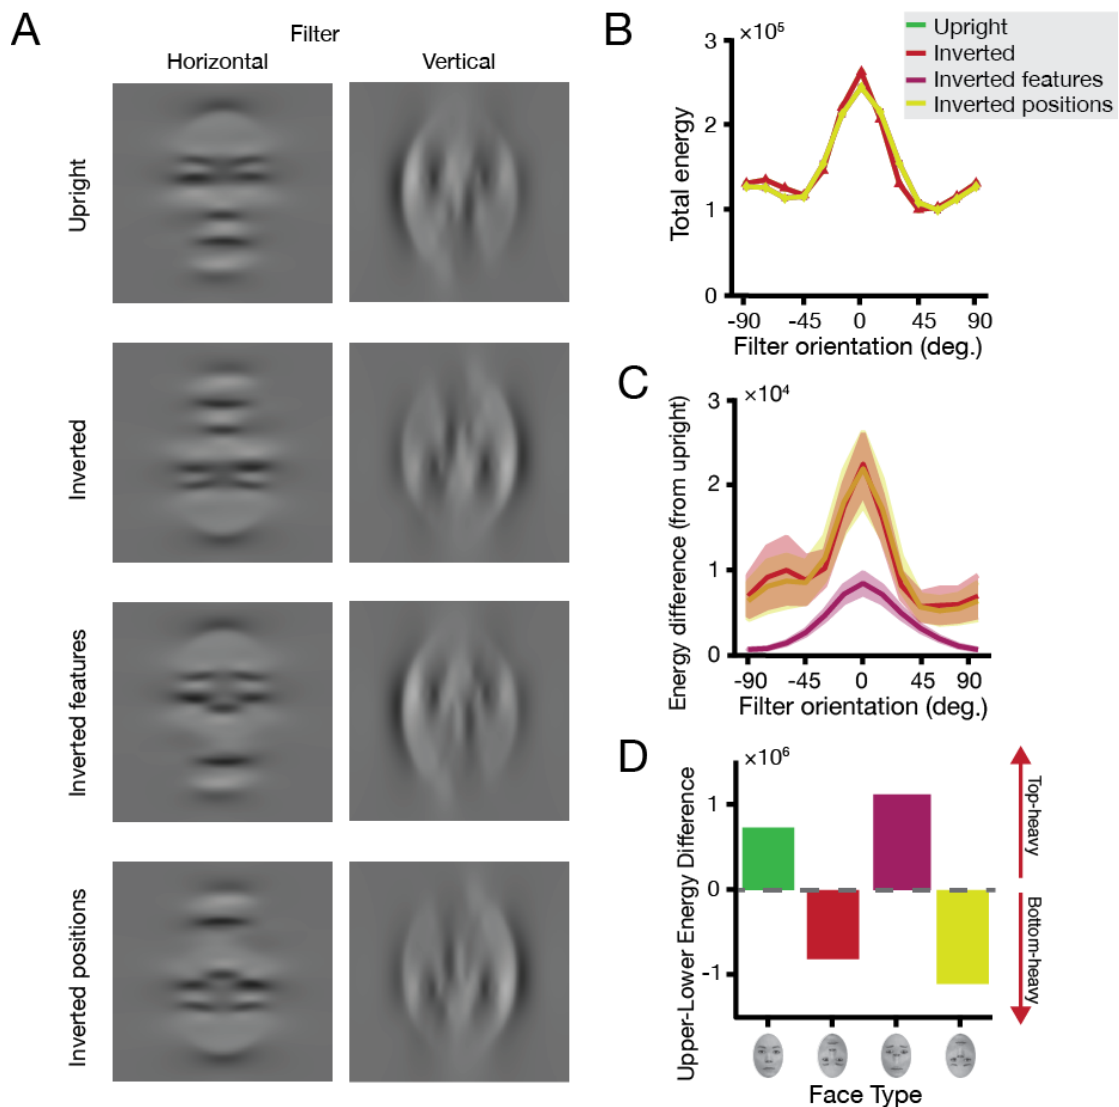 A
Filter
Horizontal
Vertical
Upright
Inverted
Inverted features
Inverted positions
B
×10⁶
Upright
Inverted
Inverted features
Inverted positions
Total energy
3
2
1
0
-90
-45
0
45
90
Filter orientation (deg.)
C
×10⁴
Energy difference (from upright)
3
2
1
0
-90
-45
0
45
90
Filter orientation (deg.)
D
×10⁶
Upper-Lower Energy Difference
1
0
-1
Top-heavy
Bottom-heavy
Face Type